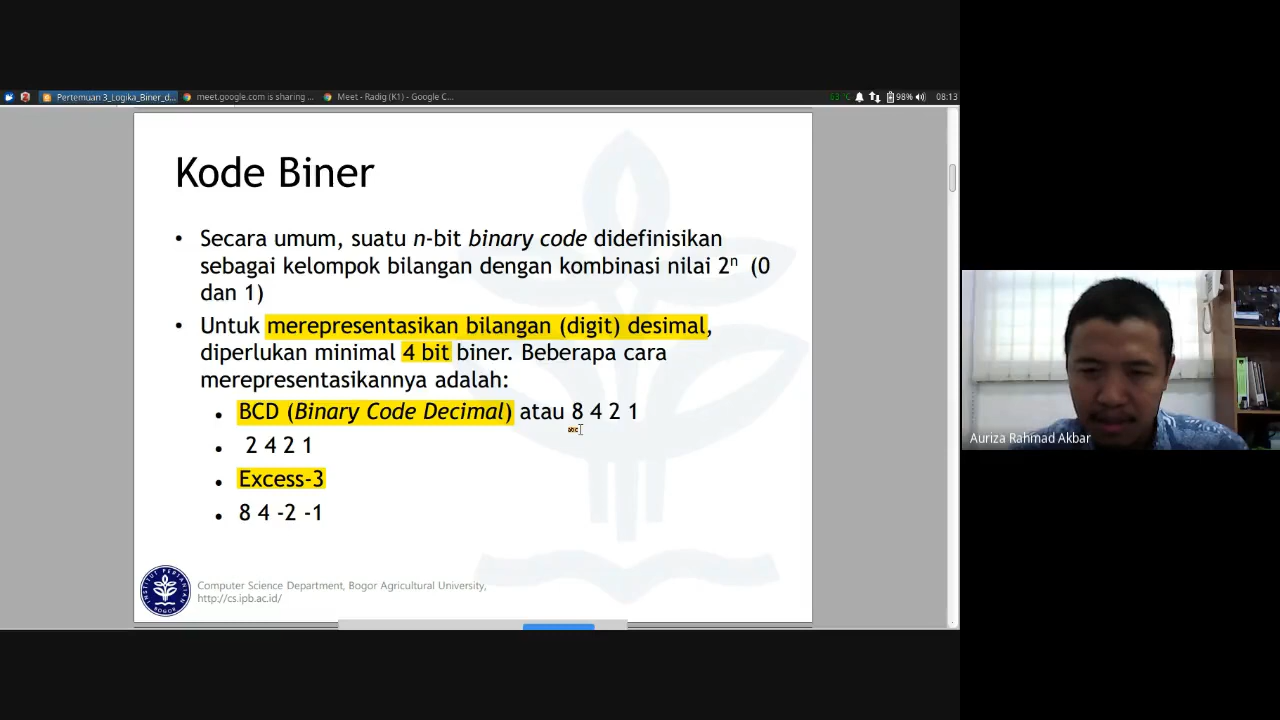 Pertemuan 3_Logika_Biner_d...
meet.google.com is sharing ...
Meet - Radig (K1) - Google C...
63 °C
98%
08:13
Kode Biner
• Secara umum, suatu n-bit binary code didefinisikan
sebagai kelompok bilangan dengan kombinasi nilai 2ⁿ (0
dan 1)
• Untuk merepresentasikan bilangan (digit) desimal,
diperlukan minimal 4 bit biner. Beberapa cara
merepresentasikannya adalah:
• BCD (Binary Code Decimal) atau 8 4 2 1
• 2 4 2 1
• Excess-3
• 8 4 -2 -1
INSTITUT PERTANIAN
BOGOR
Computer Science Department, Bogor Agricultural University,
http://cs.ipb.ac.id/
Auriza Rahmad Akbar